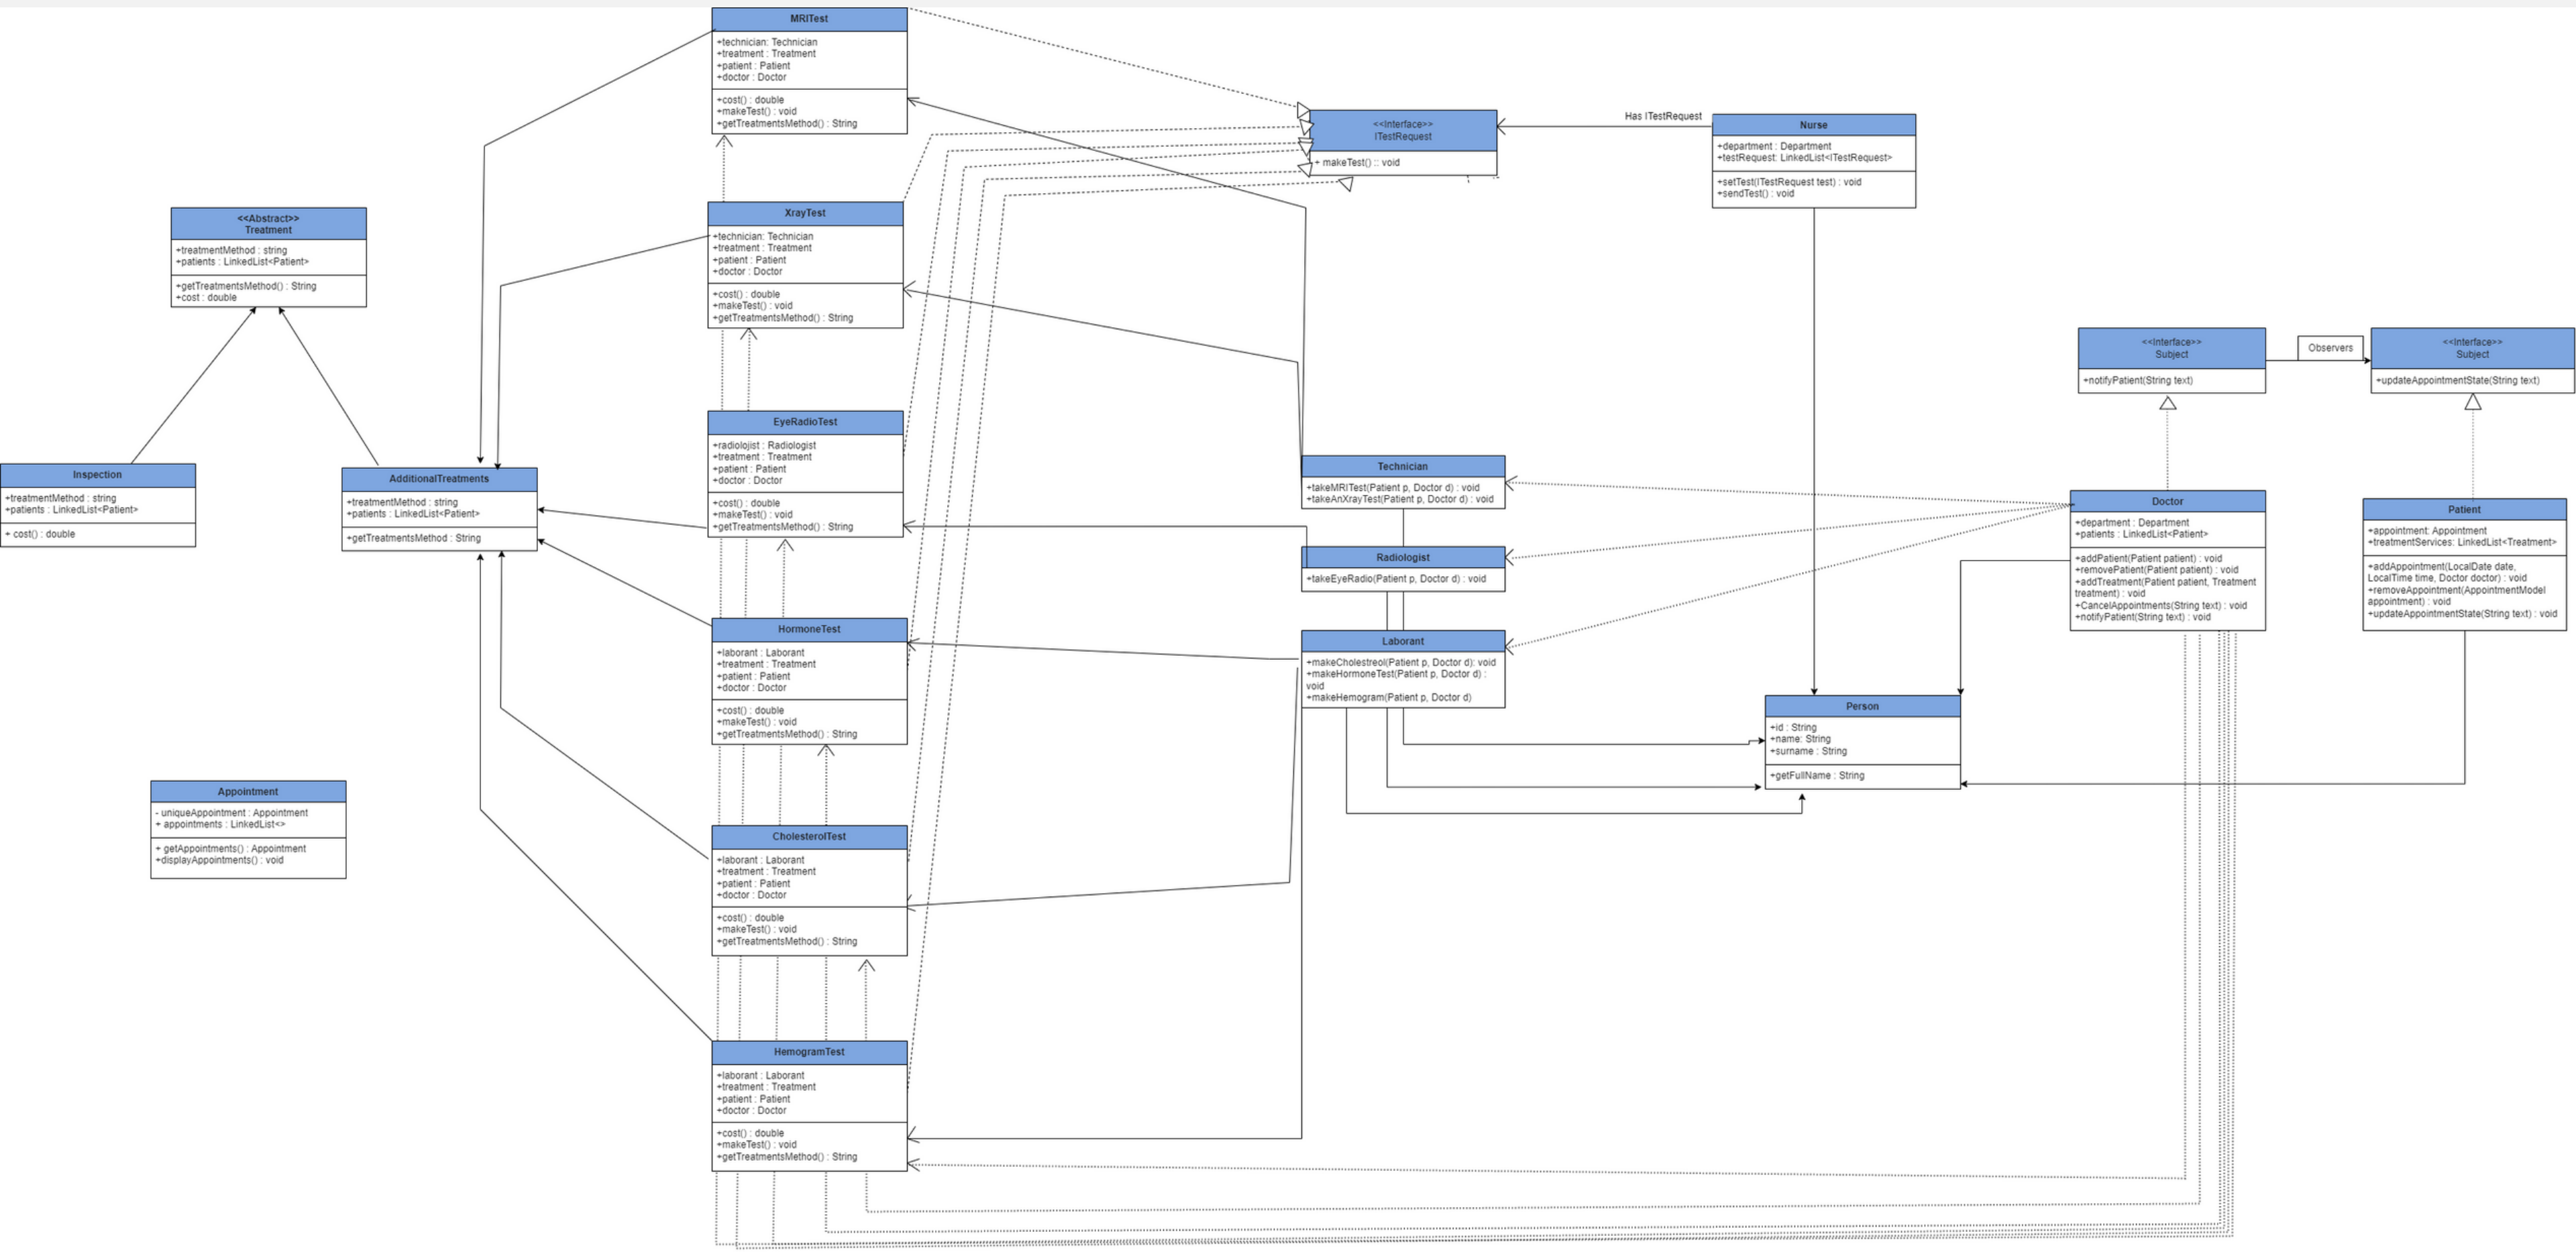 MRITest
+technician: Technician
+treatment : Treatment
+patient : Patient
+doctor : Doctor
+cost() : double
+makeTest() : void
+getTreatmentsMethod() : String
<<Interface>>
ITestRequest
+ makeTest() :: void
Has ITestRequest
Nurse
+department : Department
+testRequest: LinkedList<ITestRequest>
+setTest(ITestRequest test) : void
+sendTest() : void
<<Abstract>>
Treatment
+treatmentMethod : string
+patients : LinkedList<Patient>
+getTreatmentsMethod() : String
+cost : double
XrayTest
+technician: Technician
+treatment : Treatment
+patient : Patient
+doctor : Doctor
+cost() : double
+makeTest() : void
+getTreatmentsMethod() : String
<<Interface>>
Subject
+notifyPatient(String text)
Observers
<<Interface>>
Subject
+updateAppointmentState(String text)
EyeRadioTest
+radiolojist : Radiologist
+treatment : Treatment
+patient : Patient
+doctor : Doctor
+cost() : double
+makeTest() : void
+getTreatmentsMethod() : String
Inspection
+treatmentMethod : string
+patients : LinkedList<Patient>
+ cost() : double
AdditionalTreatments
+treatmentMethod : string
+patients : LinkedList<Patient>
+getTreatmentsMethod : String
Technician
+takeMRITest(Patient p, Doctor d) : void
+takeAnXrayTest(Patient p, Doctor d) : void
Radiologist
+takeEyeRadio(Patient p, Doctor d) : void
Laborant
+makeCholestreol(Patient p, Doctor d): void
+makeHormoneTest(Patient p, Doctor d) :
void
+makeHemogram(Patient p, Doctor d)
Doctor
+department : Department
+patients : LinkedList<Patient>
+addPatient(Patient patient) : void
+removePatient(Patient patient) : void
+addTreatment(Patient patient, Treatment
treatment) : void
+CancelAppointments(String text) : void
+notifyPatient(String text) : void
Patient
+appointment: Appointment
+treatmentServices: LinkedList<Treatment>
+addAppointment(LocalDate date,
LocalTime time, Doctor doctor) : void
+removeAppointment(AppointmentModel
appointment) : void
+updateAppointmentState(String text) : void
HormoneTest
+laborant : Laborant
+treatment : Treatment
+patient : Patient
+doctor : Doctor
+cost() : double
+makeTest() : void
+getTreatmentsMethod() : String
Person
+id : String
+name: String
+surname : String
+getFullName : String
Appointment
- uniqueAppointment : Appointment
+ appointments : LinkedList<>
+ getAppointments() : Appointment
+displayAppointments() : void
CholesterolTest
+laborant : Laborant
+treatment : Treatment
+patient : Patient
+doctor : Doctor
+cost() : double
+makeTest() : void
+getTreatmentsMethod() : String
HemogramTest
+laborant : Laborant
+treatment : Treatment
+patient : Patient
+doctor : Doctor
+cost() : double
+makeTest() : void
+getTreatmentsMethod() : String